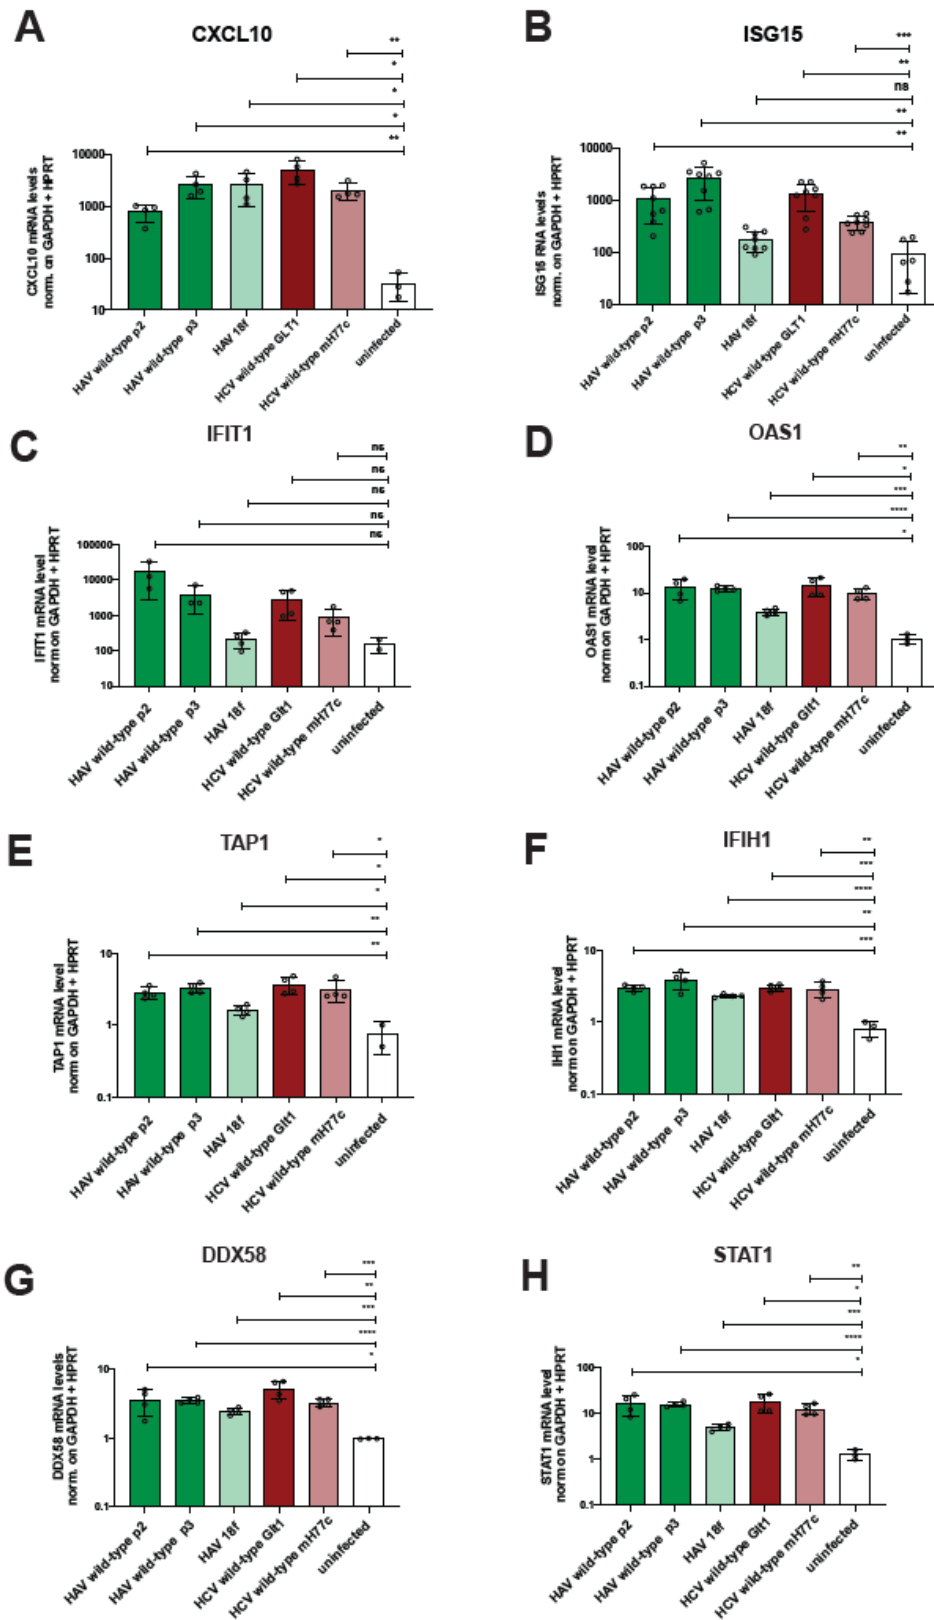 A
CXCL10
**
*
*
*
**
CXCL10 mRNA levels
norm. on GAPDH + HPRT
10000
1000
100
10
HAV wild-type p2
HAV wild-type p3
HAV 18f
HCV wild-type GLT1
HCV wild-type mH77c
uninfected
B
ISG15
***
**
ns
**
**
ISG15 RNA levels
norm. on GAPDH + HPRT
10000
1000
100
10
HAV wild-type p2
HAV wild-type p3
HAV 18f
HCV wild-type GLT1
HCV wild-type mH77c
uninfected
C
IFIT1
ns
ns
ns
ns
ns
IFIT1 mRNA level
norm on GAPDH + HPRT
100000
10000
1000
100
10
HAV wild-type p2
HAV wild-type p3
HAV 18f
HCV wild-type Glt1
HCV wild-type mH77c
uninfected
D
OAS1
**
*
***
****
*
OAS1 mRNA level
norm on GAPDH + HPRT
100
10
1
0.1
HAV wild-type p2
HAV wild-type p3
HAV 18f
HCV wild-type Glt1
HCV wild-type mH77c
uninfected
E
TAP1
*
*
*
**
**
TAP1 mRNA level
norm on GAPDH + HPRT
10
1
0.1
HAV wild-type p2
HAV wild-type p3
HAV 18f
HCV wild-type Glt1
HCV wild-type mH77c
uninfected
F
IFIH1
**
***
****
**
***
IHI1 mRNA level
norm on GAPDH + HPRT
10
1
0.1
HAV wild-type p2
HAV wild-type p3
HAV 18f
HCV wild-type Glt1
HCV wild-type mH77c
uninfected
G
DDX58
***
**
***
****
*
DDX58 mRNA levels
norm. on GAPDH + HPRT
10
1
0.1
HAV wild-type p2
HAV wild-type p3
HAV 18f
HCV wild-type Glt1
HCV wild-type mH77c
uninfected
H
STAT1
**
*
***
****
*
STAT1 mRNA level
norm on GAPDH + HPRT
100
10
1
0.1
HAV wild-type p2
HAV wild-type p3
HAV 18f
HCV wild-type Glt1
HCV wild-type mH77c
uninfected